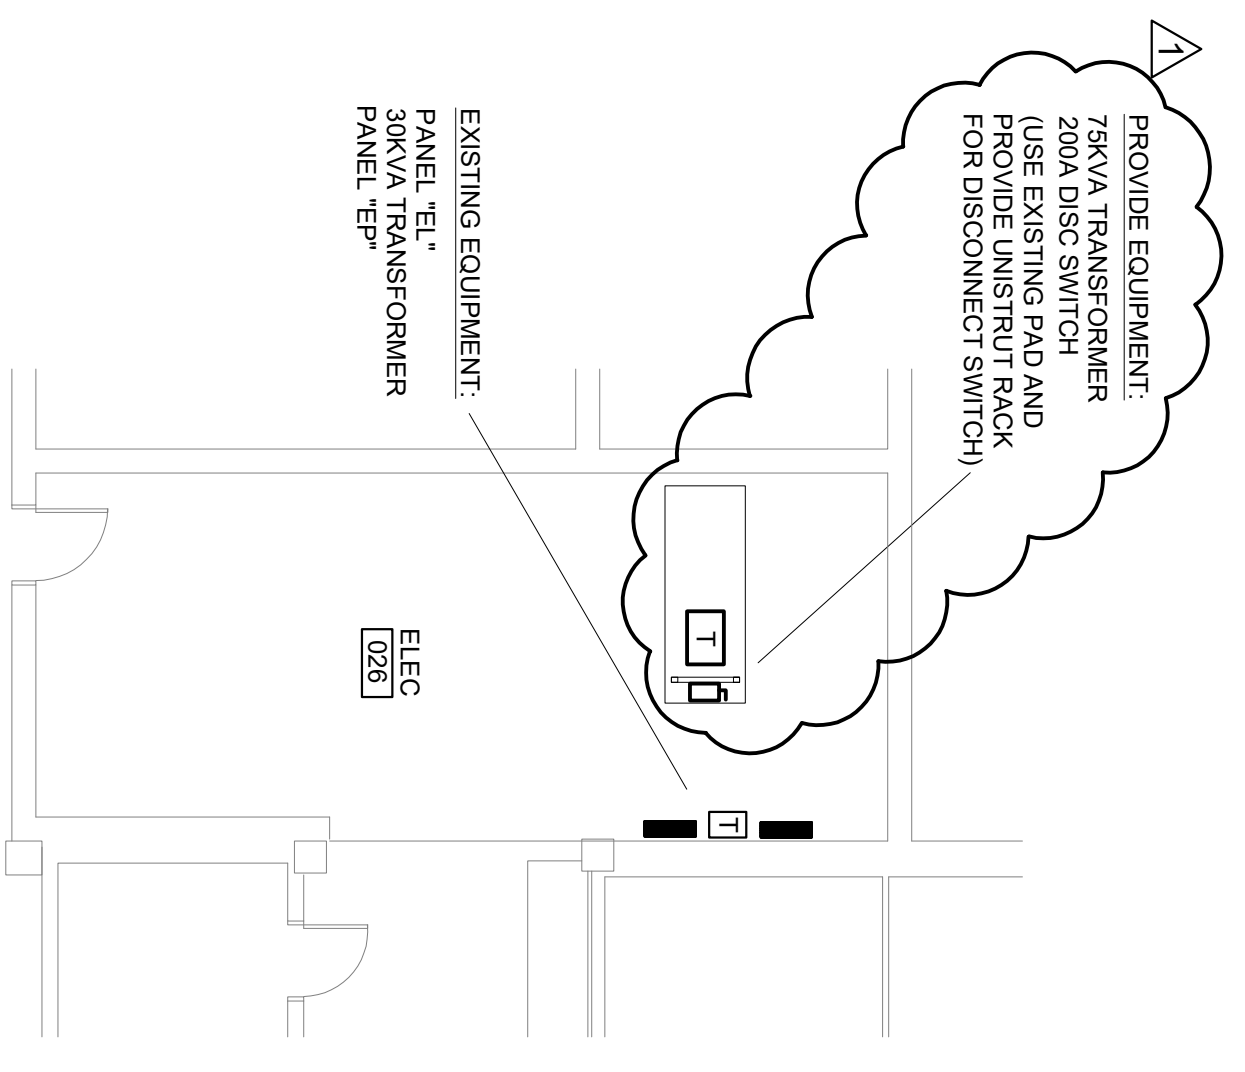 1
PROVIDE EQUIPMENT:
75KVA TRANSFORMER
200A DISC SWITCH
(USE EXISTING PAD AND
PROVIDE UNISTRUT RACK
FOR DISCONNECT SWITCH)
EXISTING EQUIPMENT:
PANEL "EL"
30KVA TRANSFORMER
PANEL "EP"
T
T
ELEC
026